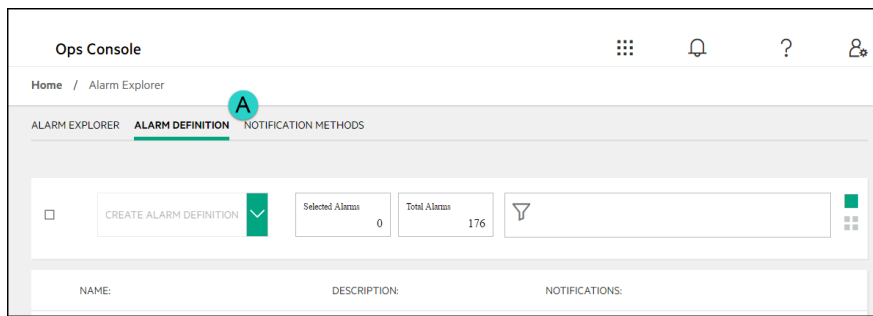 Ops Console
Home / Alarm Explorer
A
ALARM EXPLORER ALARM DEFINITION NOTIFICATION METHODS
CREATE ALARM DEFINITION
Selected Alarms
0
Total Alarms
176
NAME: DESCRIPTION: NOTIFICATIONS: